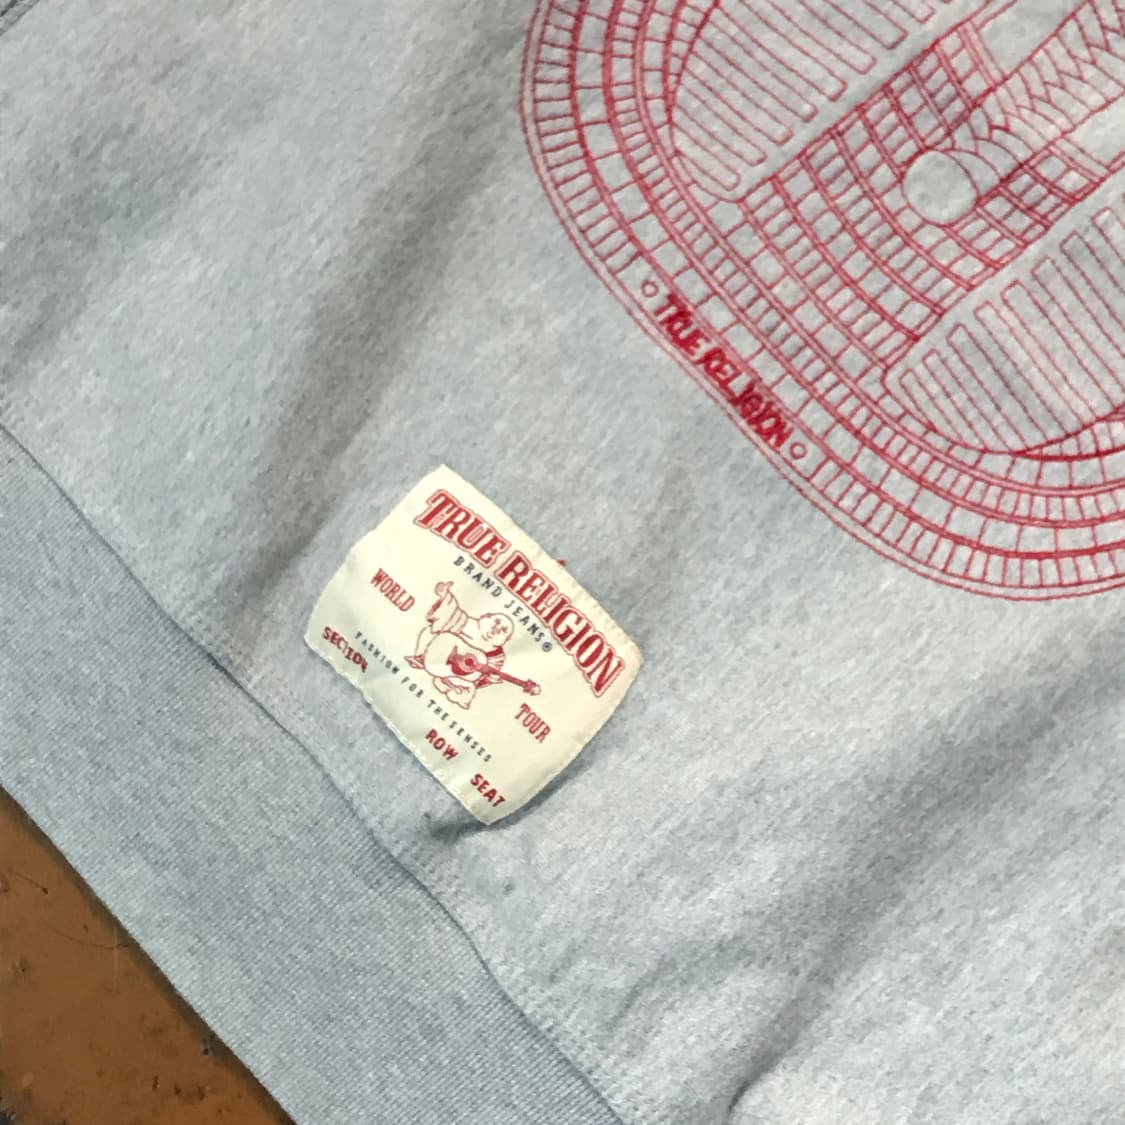 TRUE RELIGION
TRUE RELIGION
BRAND JEANS®
WORLD TOUR
FASHION FOR THE SENSES
SECTION ROW SEAT